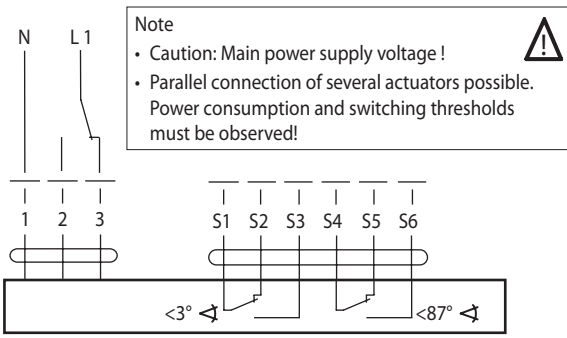 N L 1
Note
• Caution: Main power supply voltage !
• Parallel connection of several actuators possible.
Power consumption and switching thresholds
must be observed!
1 2 3 S1 S2 S3 S4 S5 S6
<3° <87°